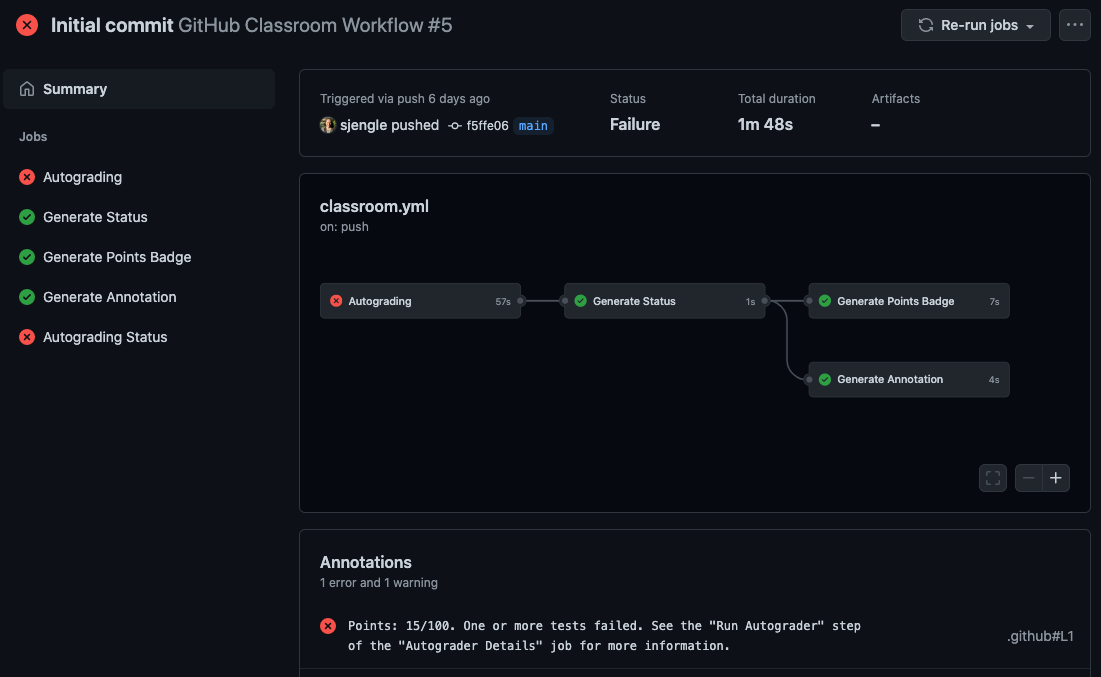 Initial commit GitHub Classroom Workflow #5
Re-run jobs
Summary
Jobs
Autograding
Generate Status
Generate Points Badge
Generate Annotation
Autograding Status
Triggered via push 6 days ago
sjengle pushed f5ffe06 main
Status
Failure
Total duration
1m 48s
Artifacts
–
classroom.yml
on: push
Autograding 57s
Generate Status 1s
Generate Points Badge 7s
Generate Annotation 4s
Annotations
1 error and 1 warning
Points: 15/100. One or more tests failed. See the "Run Autograder" step
of the "Autograder Details" job for more information.
.github#L1